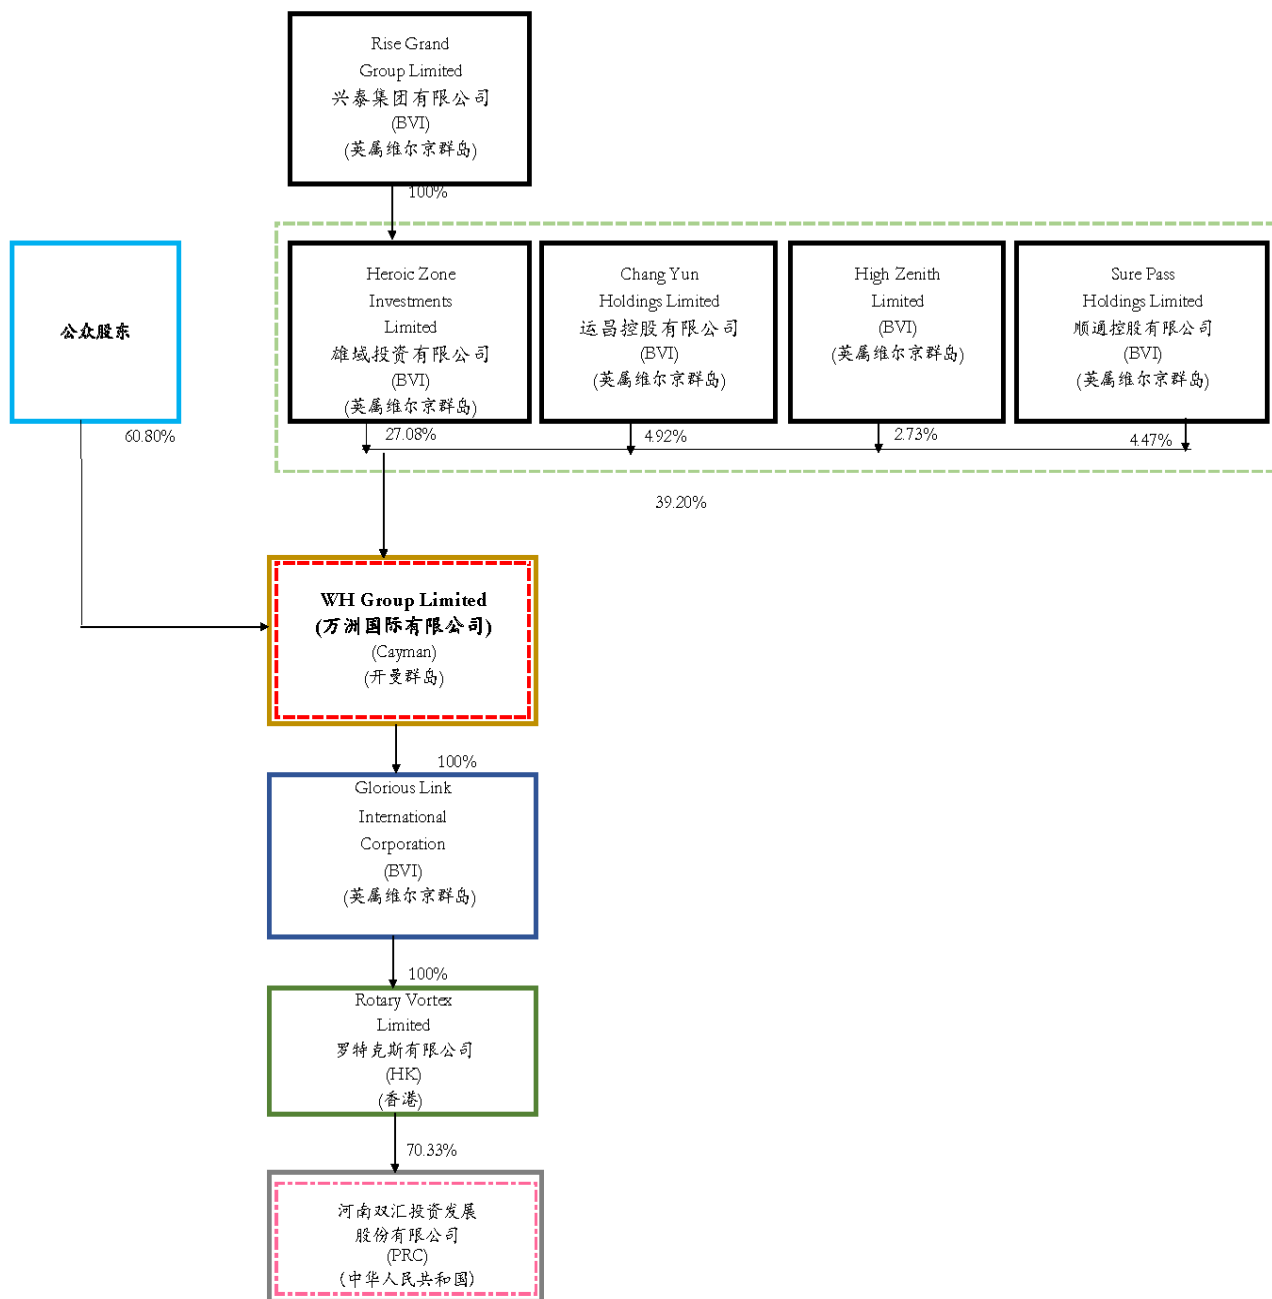 Rise Grand
Group Limited
兴泰集团有限公司
(BVI)
(英属维尔京群岛)
100%
公众股东
60.80%
Heroic Zone
Investments
Limited
雄域投资有限公司
(BVI)
(英属维尔京群岛)
27.08%
Chang Yun
Holdings Limited
运昌控股有限公司
(BVI)
(英属维尔京群岛)
4.92%
High Zenith
Limited
(BVI)
(英属维尔京群岛)
2.73%
Sure Pass
Holdings Limited
顺通控股有限公司
(BVI)
(英属维尔京群岛)
4.47%
39.20%
WH Group Limited
(万洲国际有限公司)
(Cayman)
(开曼群岛)
100%
Glorious Link
International
Corporation
(BVI)
(英属维尔京群岛)
100%
Rotary Vortex
Limited
罗特克斯有限公司
(HK)
(香港)
70.33%
河南双汇投资发展
股份有限公司
(PRC)
(中华人民共和国)